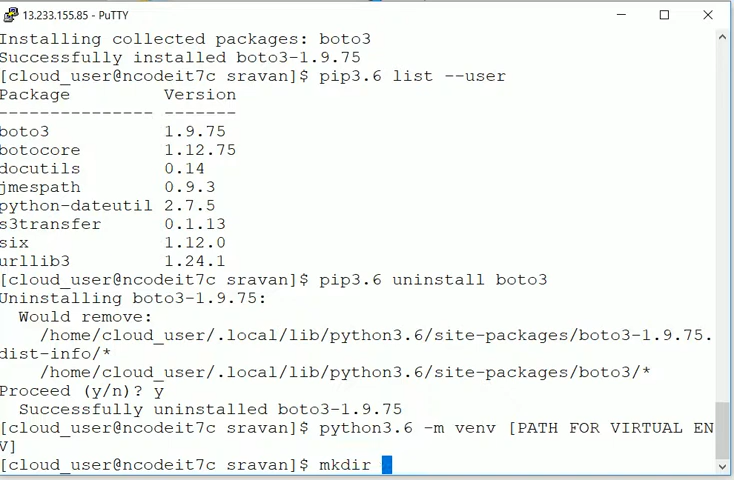 13.233.155.85 - PuTTY
Installing collected packages: boto3
Successfully installed boto3-1.9.75
[cloud_user@ncodeit7c sravan]$ pip3.6 list --user
Package Version
--------------- -------
boto3 1.9.75
botocore 1.12.75
docutils 0.14
jmespath 0.9.3
python-dateutil 2.7.5
s3transfer 0.1.13
six 1.12.0
urllib3 1.24.1
[cloud_user@ncodeit7c sravan]$ pip3.6 uninstall boto3
Uninstalling boto3-1.9.75:
Would remove:
/home/cloud_user/.local/lib/python3.6/site-packages/boto3-1.9.75.
dist-info/*
/home/cloud_user/.local/lib/python3.6/site-packages/boto3/*
Proceed (y/n)? y
Successfully uninstalled boto3-1.9.75
[cloud_user@ncodeit7c sravan]$ python3.6 -m venv [PATH FOR VIRTUAL EN
V]
[cloud_user@ncodeit7c sravan]$ mkdir